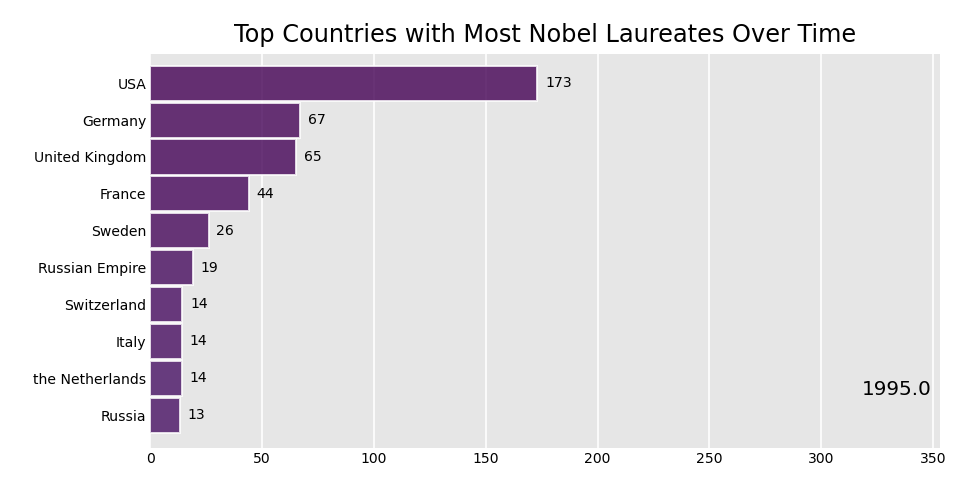 Top Countries with Most Nobel Laureates Over Time
USA 173
Germany 67
United Kingdom 65
France 44
Sweden 26
Russian Empire 19
Switzerland 14
Italy 14
the Netherlands 14
1995.0
Russia 13
0 50 100 150 200 250 300 350